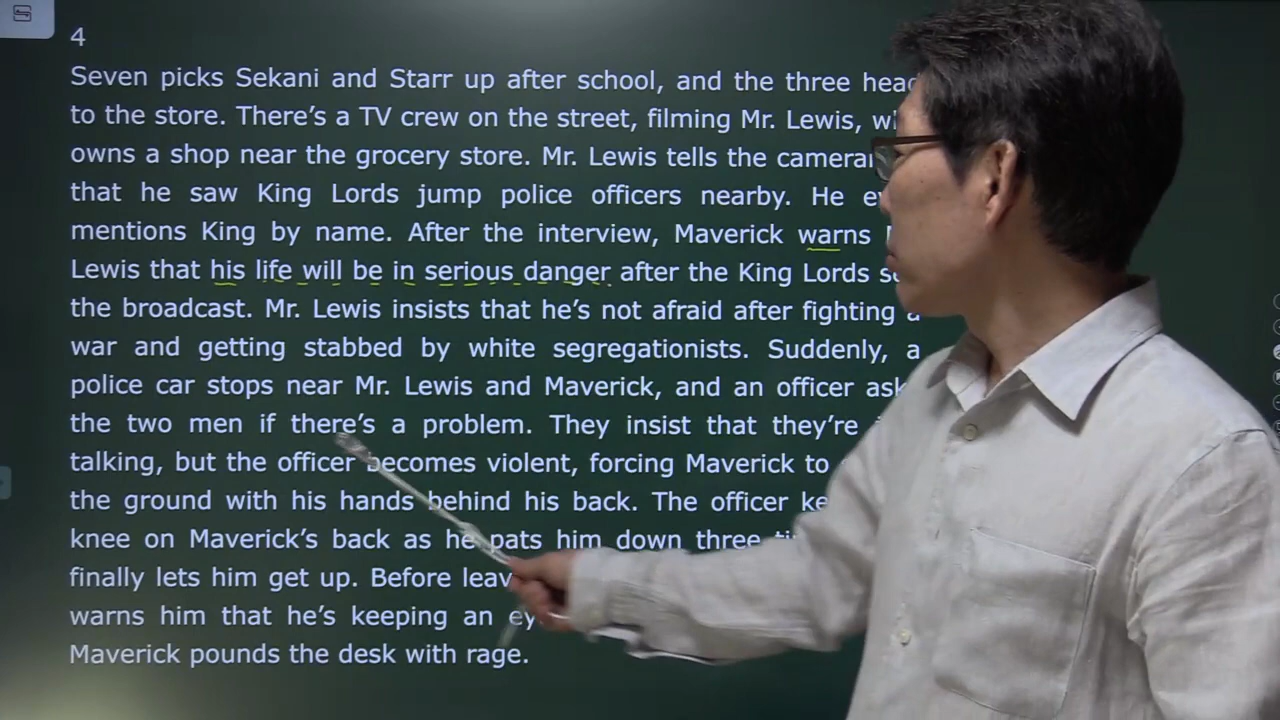 4
Seven picks Sekani and Starr up after school, and the three head
to the store. There’s a TV crew on the street, filming Mr. Lewis,
owns a shop near the grocery store. Mr. Lewis tells the
that he saw King Lords jump police officers nearby. He
mentions King by name. After the interview, Maverick warns
Lewis that his life will be in serious danger after the King Lords
the broadcast. Mr. Lewis insists that he’s not afraid after fighting a
war and getting stabbed by white segregationists. Suddenly, a
police car stops near Mr. Lewis and Maverick, and an officer
the two men if there’s a problem. They insist that they’re
talking, but the officer becomes violent, forcing Maverick to
the ground with his hands behind his back. The officer
knee on Maverick’s back as he pats him down three
finally lets him get up. Before
warns him that he’s keeping an
Maverick pounds the desk with rage.